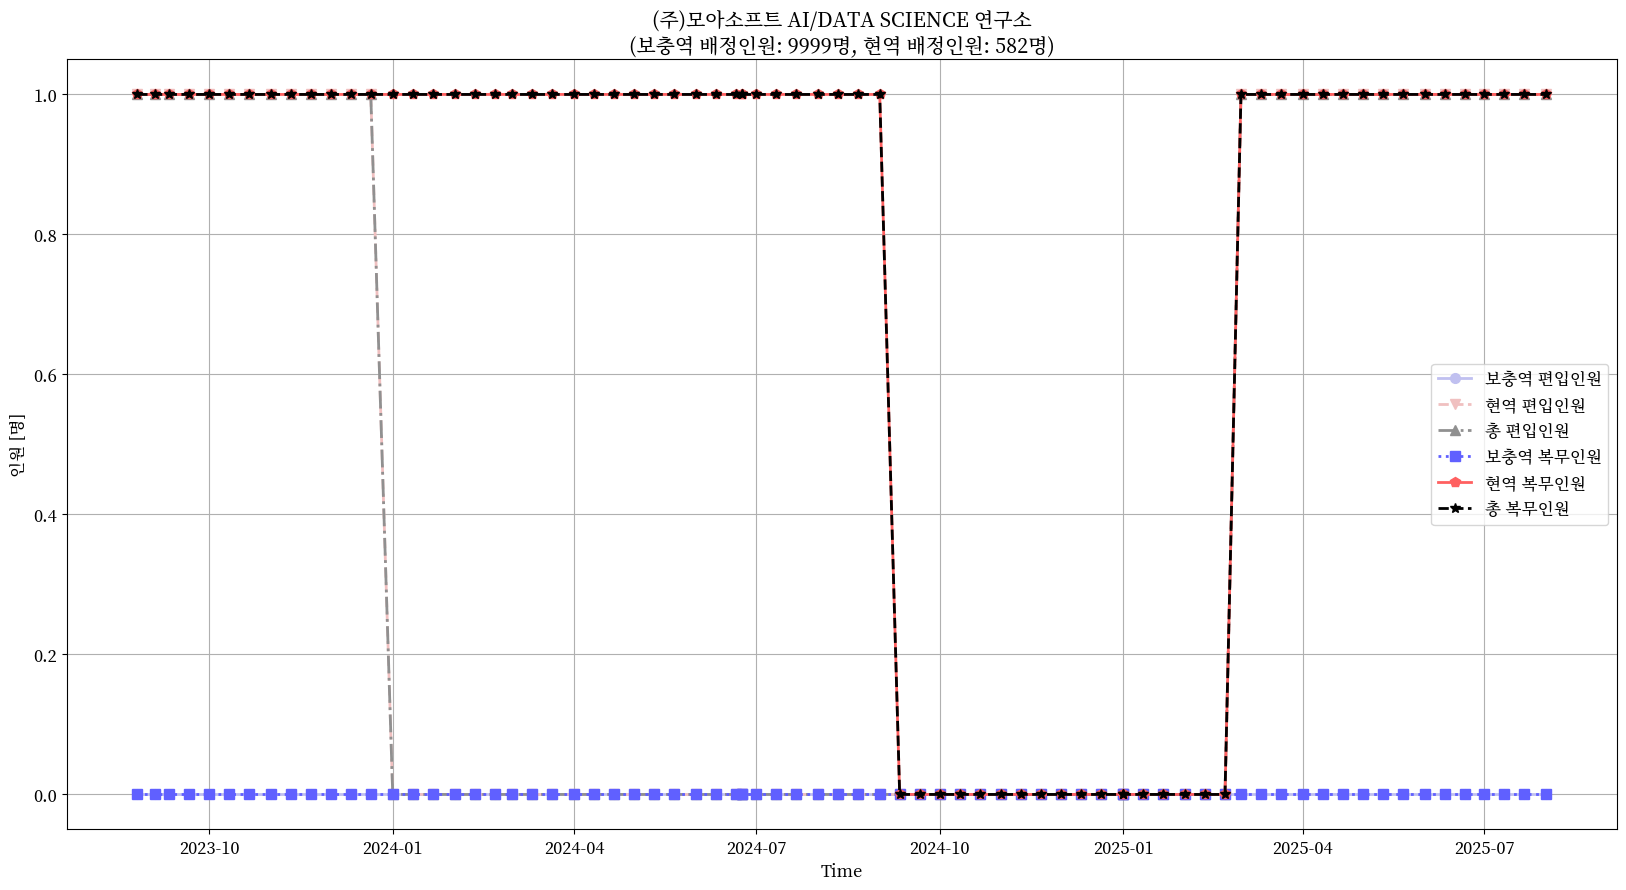 (주)모아소프트 AI/DATA SCIENCE 연구소
(보충역 배정인원: 9999명, 현역 배정인원: 582명)
인원 [명]
1.0
0.8
0.6
0.4
0.2
0.0
보충역 편입인원
현역 편입인원
총 편입인원
보충역 복무인원
현역 복무인원
총 복무인원
2023-10
2024-01
2024-04
2024-07
2024-10
2025-01
2025-04
2025-07
Time